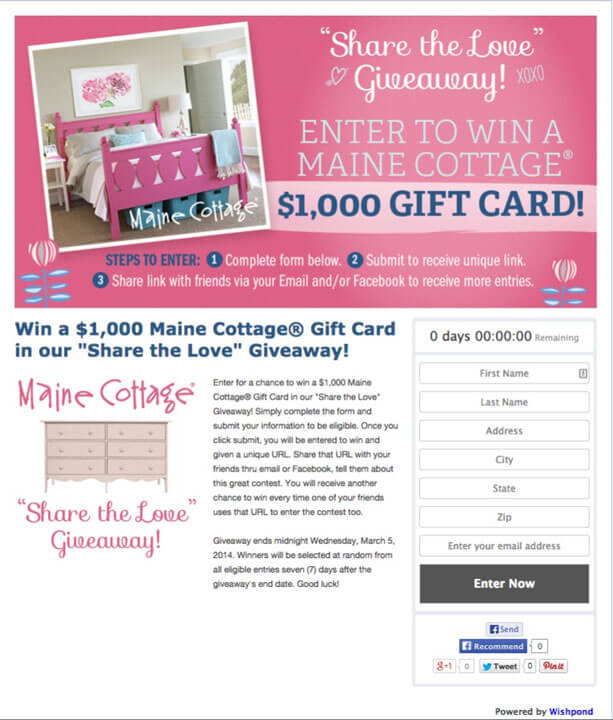 "Share the Love"
Giveaway! XOXO
ENTER TO WIN A
MAINE COTTAGE®
$1,000 GIFT CARD!
Maine Cottage®
STEPS TO ENTER: 1 Complete form below. 2 Submit to receive unique link.
3 Share link with friends via your Email and/or Facebook to receive more entries.
Win a $1,000 Maine Cottage® Gift Card
in our "Share the Love" Giveaway!
Maine Cottage®
"Share the Love"
Giveaway!
Enter for a chance to win a $1,000 Maine
Cottage® Gift Card in our "Share the Love"
Giveaway! Simply complete the form and
submit your information to be eligible. Once you
click submit, you will be entered to win and
given a unique URL. Share that URL with your
friends thru email or Facebook, tell them about
this great contest. You will receive another
chance to win every time one of your friends
uses that URL to enter the contest too.
Giveaway ends midnight Wednesday, March 5,
2014. Winners will be selected at random from
all eligible entries seven (7) days after the
giveaway's end date. Good luck!
0 days 00:00:00 Remaining
First Name
Last Name
Address
City
State
Zip
Enter your email address
Enter Now
Send
Recommend 0
g+1 0 Tweet 0 Pin it
Powered by Wishpond